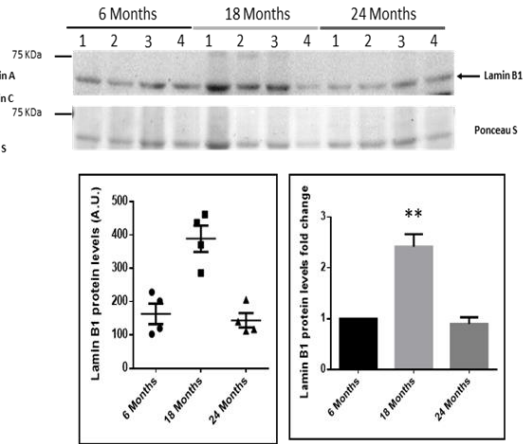 6 Months 18 Months 24 Months
1 2 3 4 1 2 3 4 1 2 3 4
75 KDa
n A
Lamin B1
n C
75 KDa
Ponceau S
s
Lamin B1 protein levels (A.U.)
500
400
300
200
100
0
6 Months
18 Months
24 Months
Lamin B1 protein levels fold change
3
2
1
0
**
6 Months
18 Months
24 Months